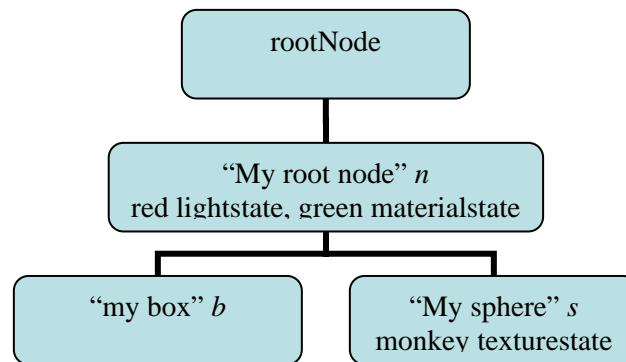 rootNode
“My root node” n
red lightstate, green materialstate
“my box” b
“My sphere” s
monkey texturestate